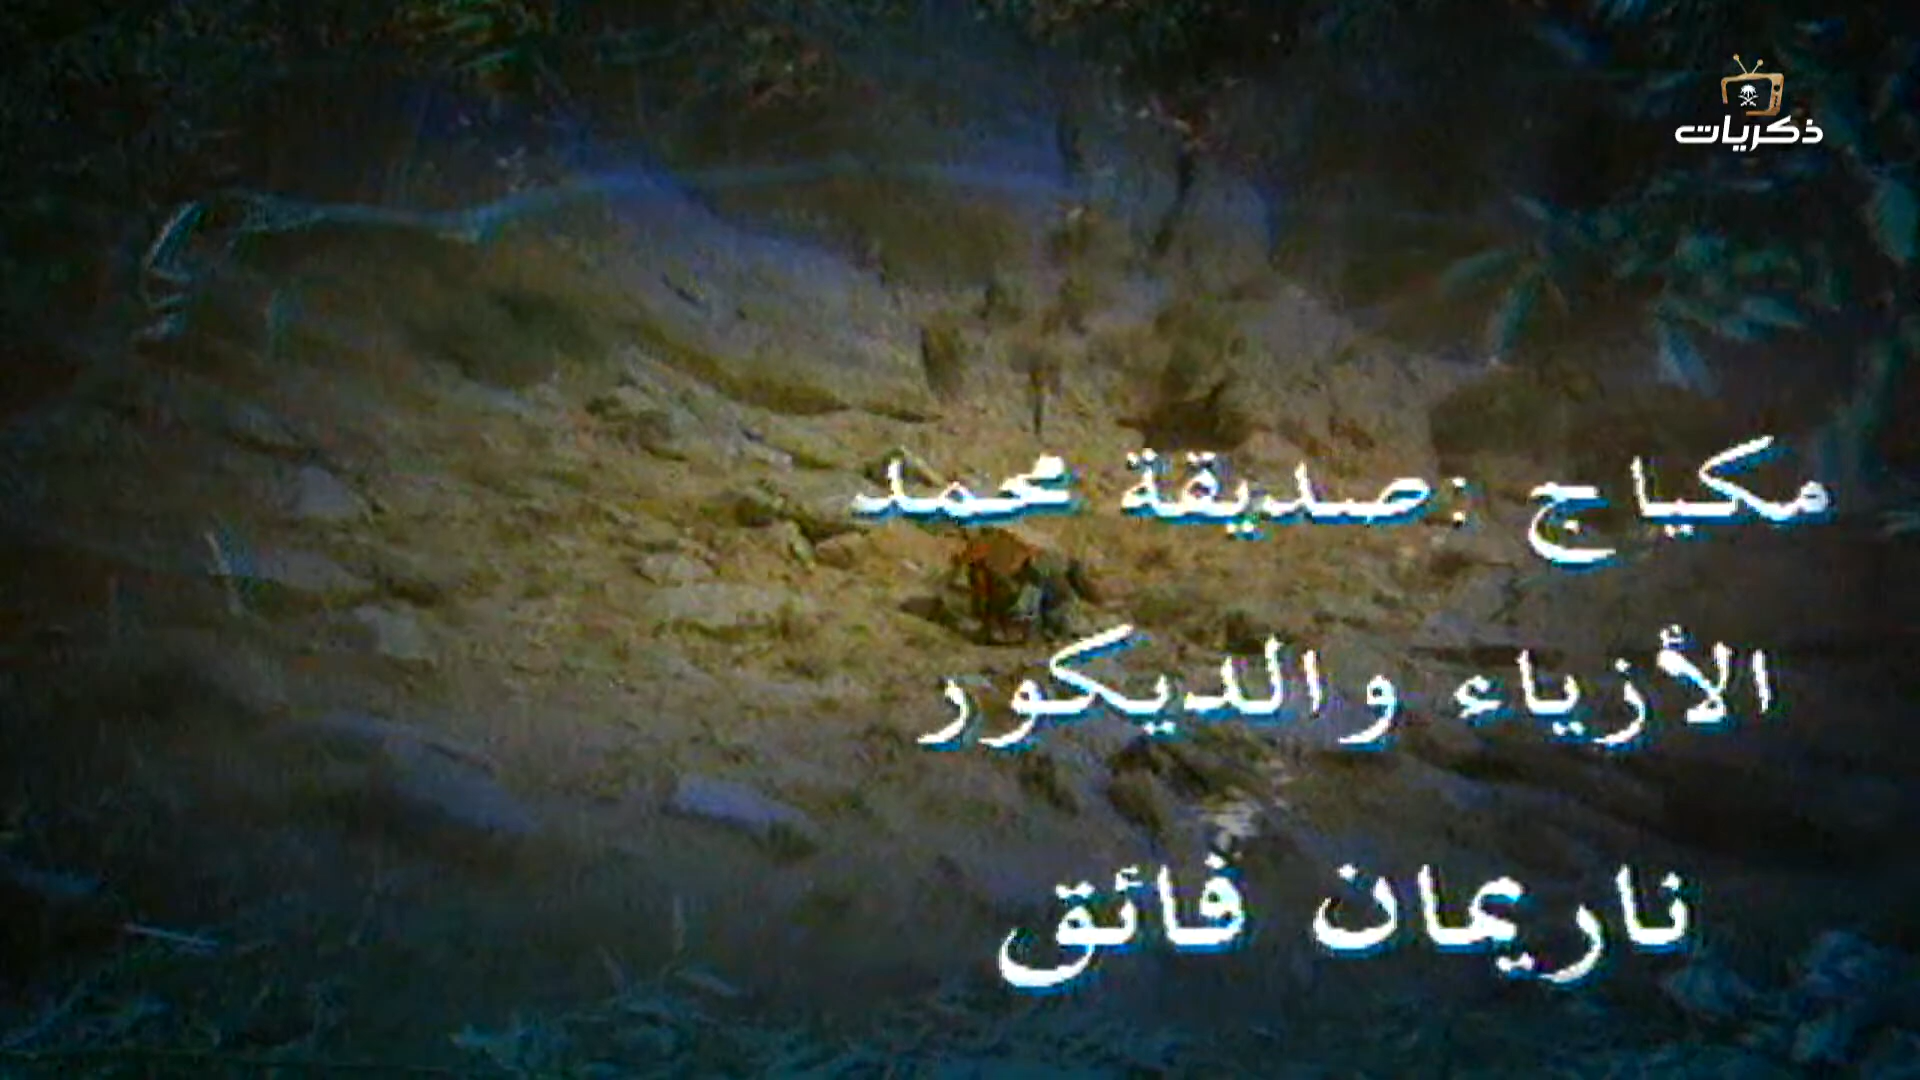 ذكريات
مكياج : صديقة محمد
الأزياء والديكور
ناريمان فائق